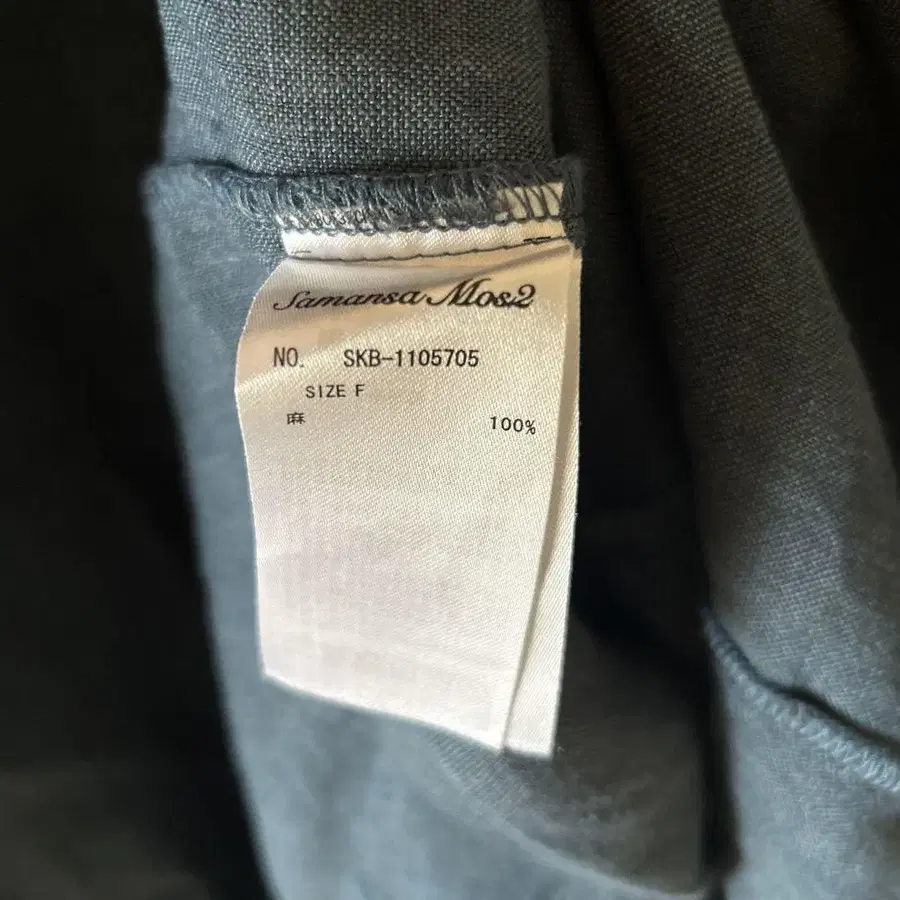 Samansa Mos2
NO. SKB-1105705
SIZE F
麻 100%